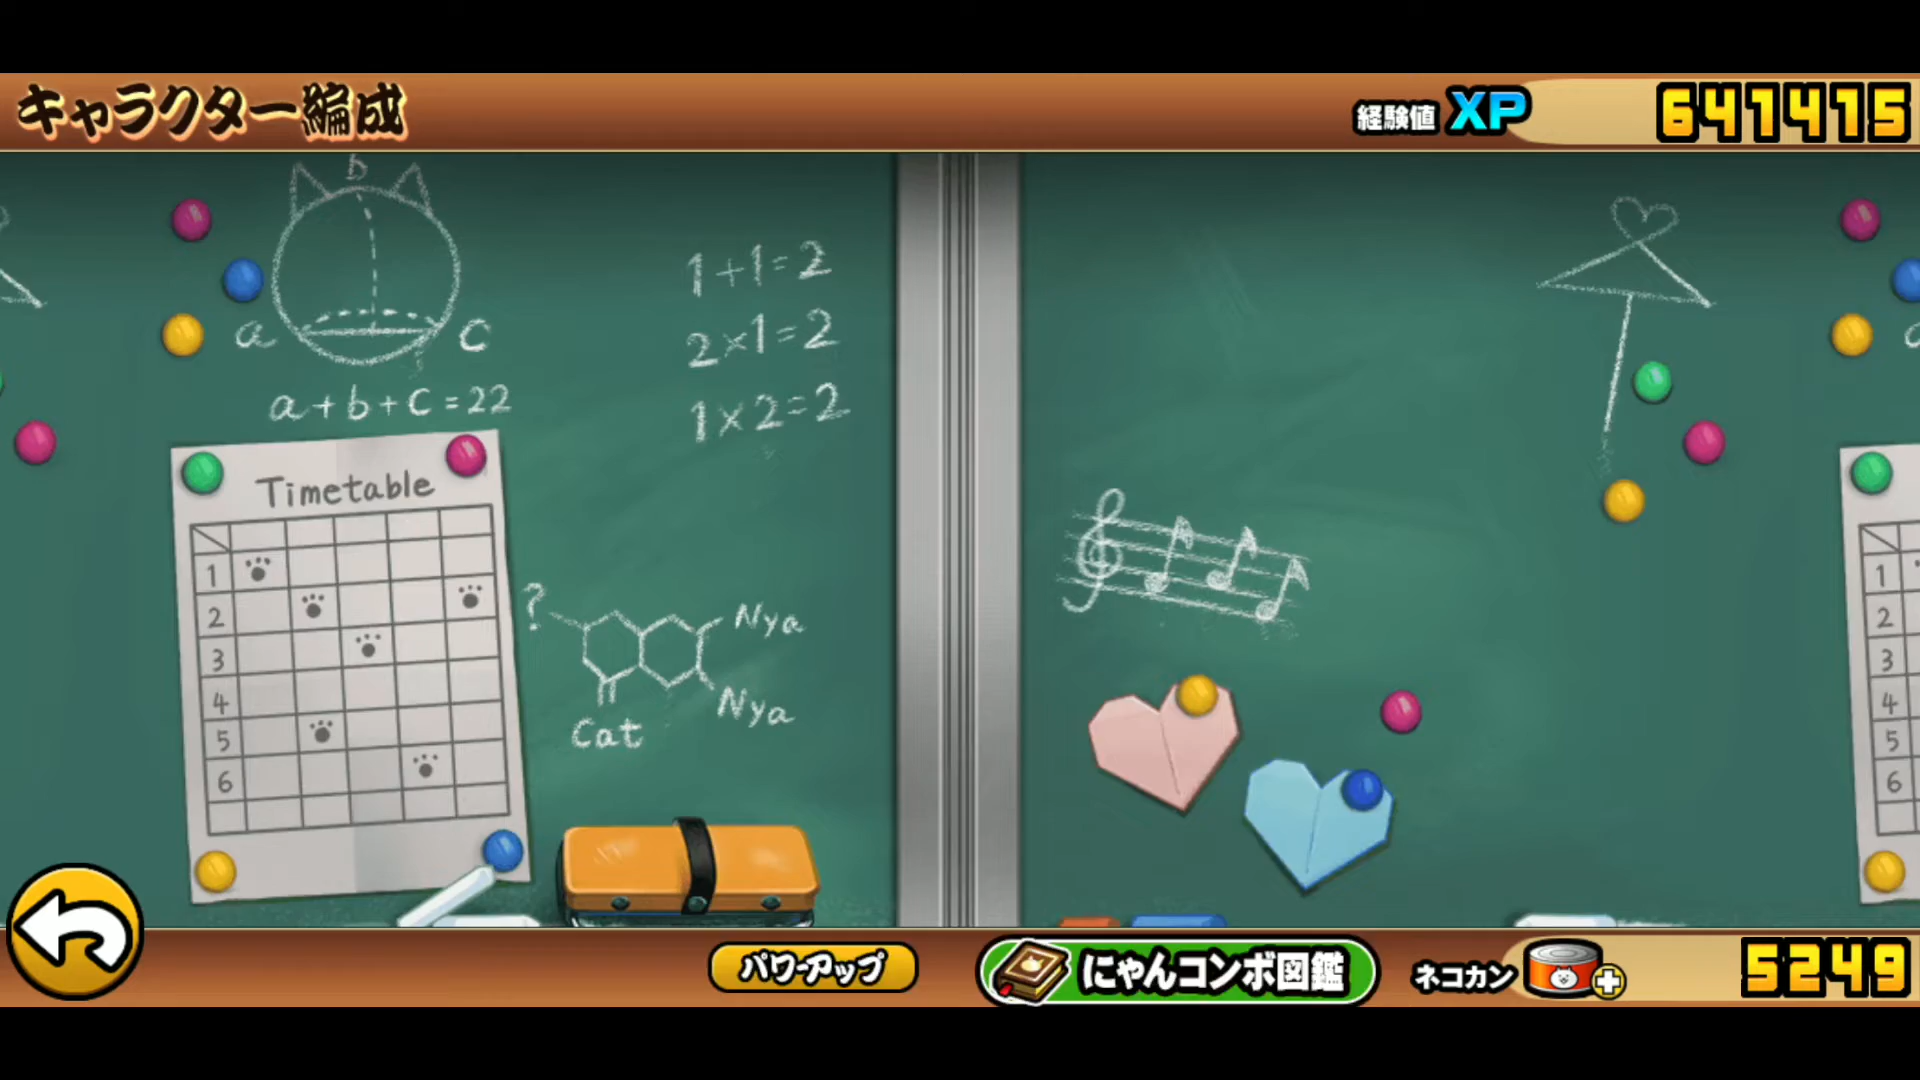 キャラクター編成
経験値 XP 641415
b
a c
a+b+c=22
1+1=2
2×1=2
1×2=2
Timetable
1
2
3
4
5
6
? Nya
Nya
Cat
1
2
3
4
5
6
パワーアップ
にゃんコンボ図鑑
ネコカン 5249